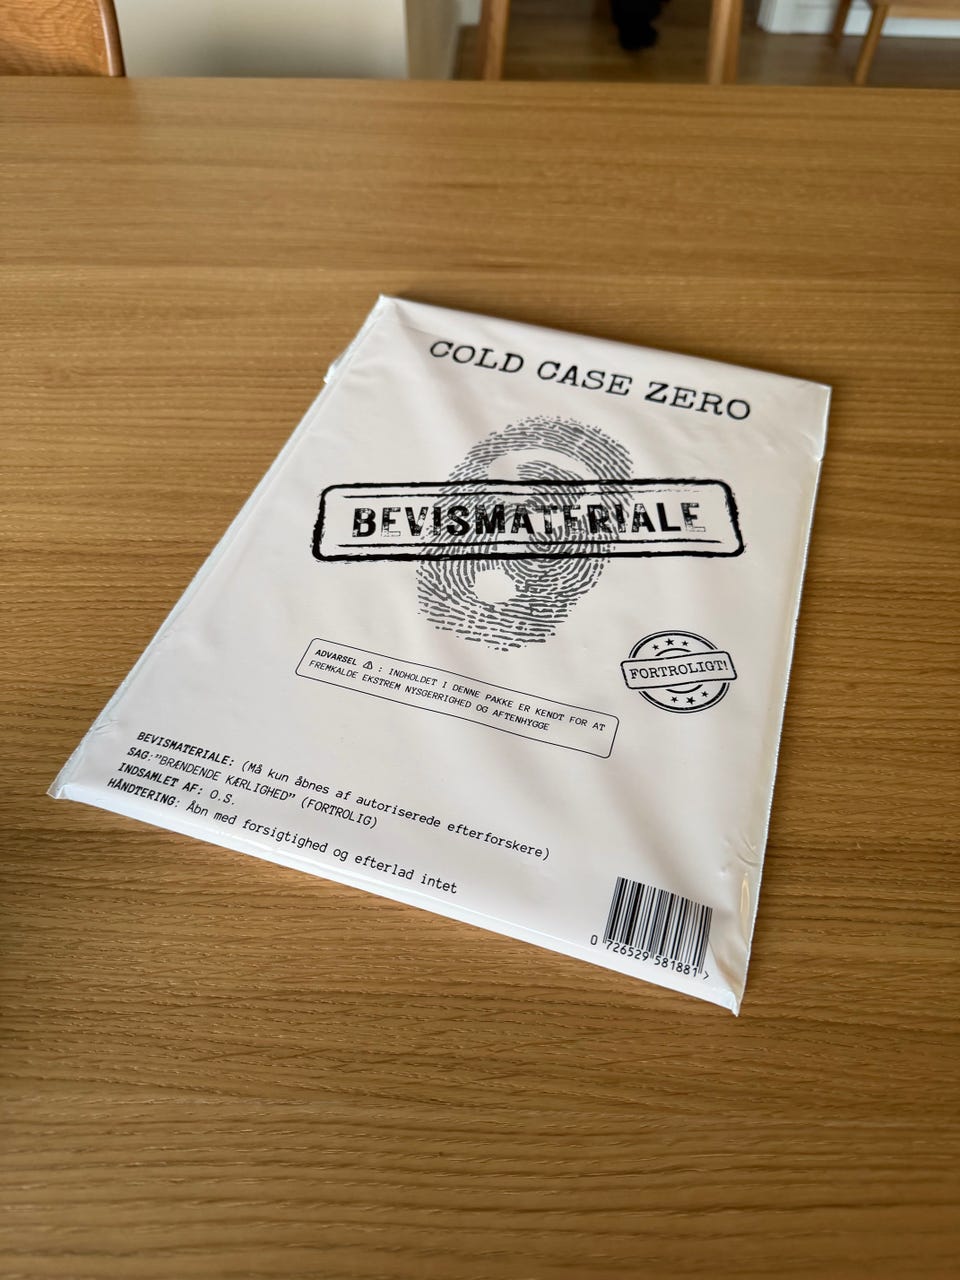 COLD CASE ZERO
BEVISMATERIALE
ADVARSEL ⚠ : INDHOLDET I DENNE PAKKE ER KENDT FOR AT
FREMKALDE EKSTREM NYSGERRIGHED OG AFTENHYGGE
FORTROLIGT!
BEVISMATERIALE: (Må kun åbnes af autoriserede efterforskere)
SAG:"BRÆNDENDE KÆRLIGHED" (FORTROLIG)
INDSAMLET AF: O.S.
HÅNDTERING: Åbn med forsigtighed og efterlad intet
0 726529 581881 >